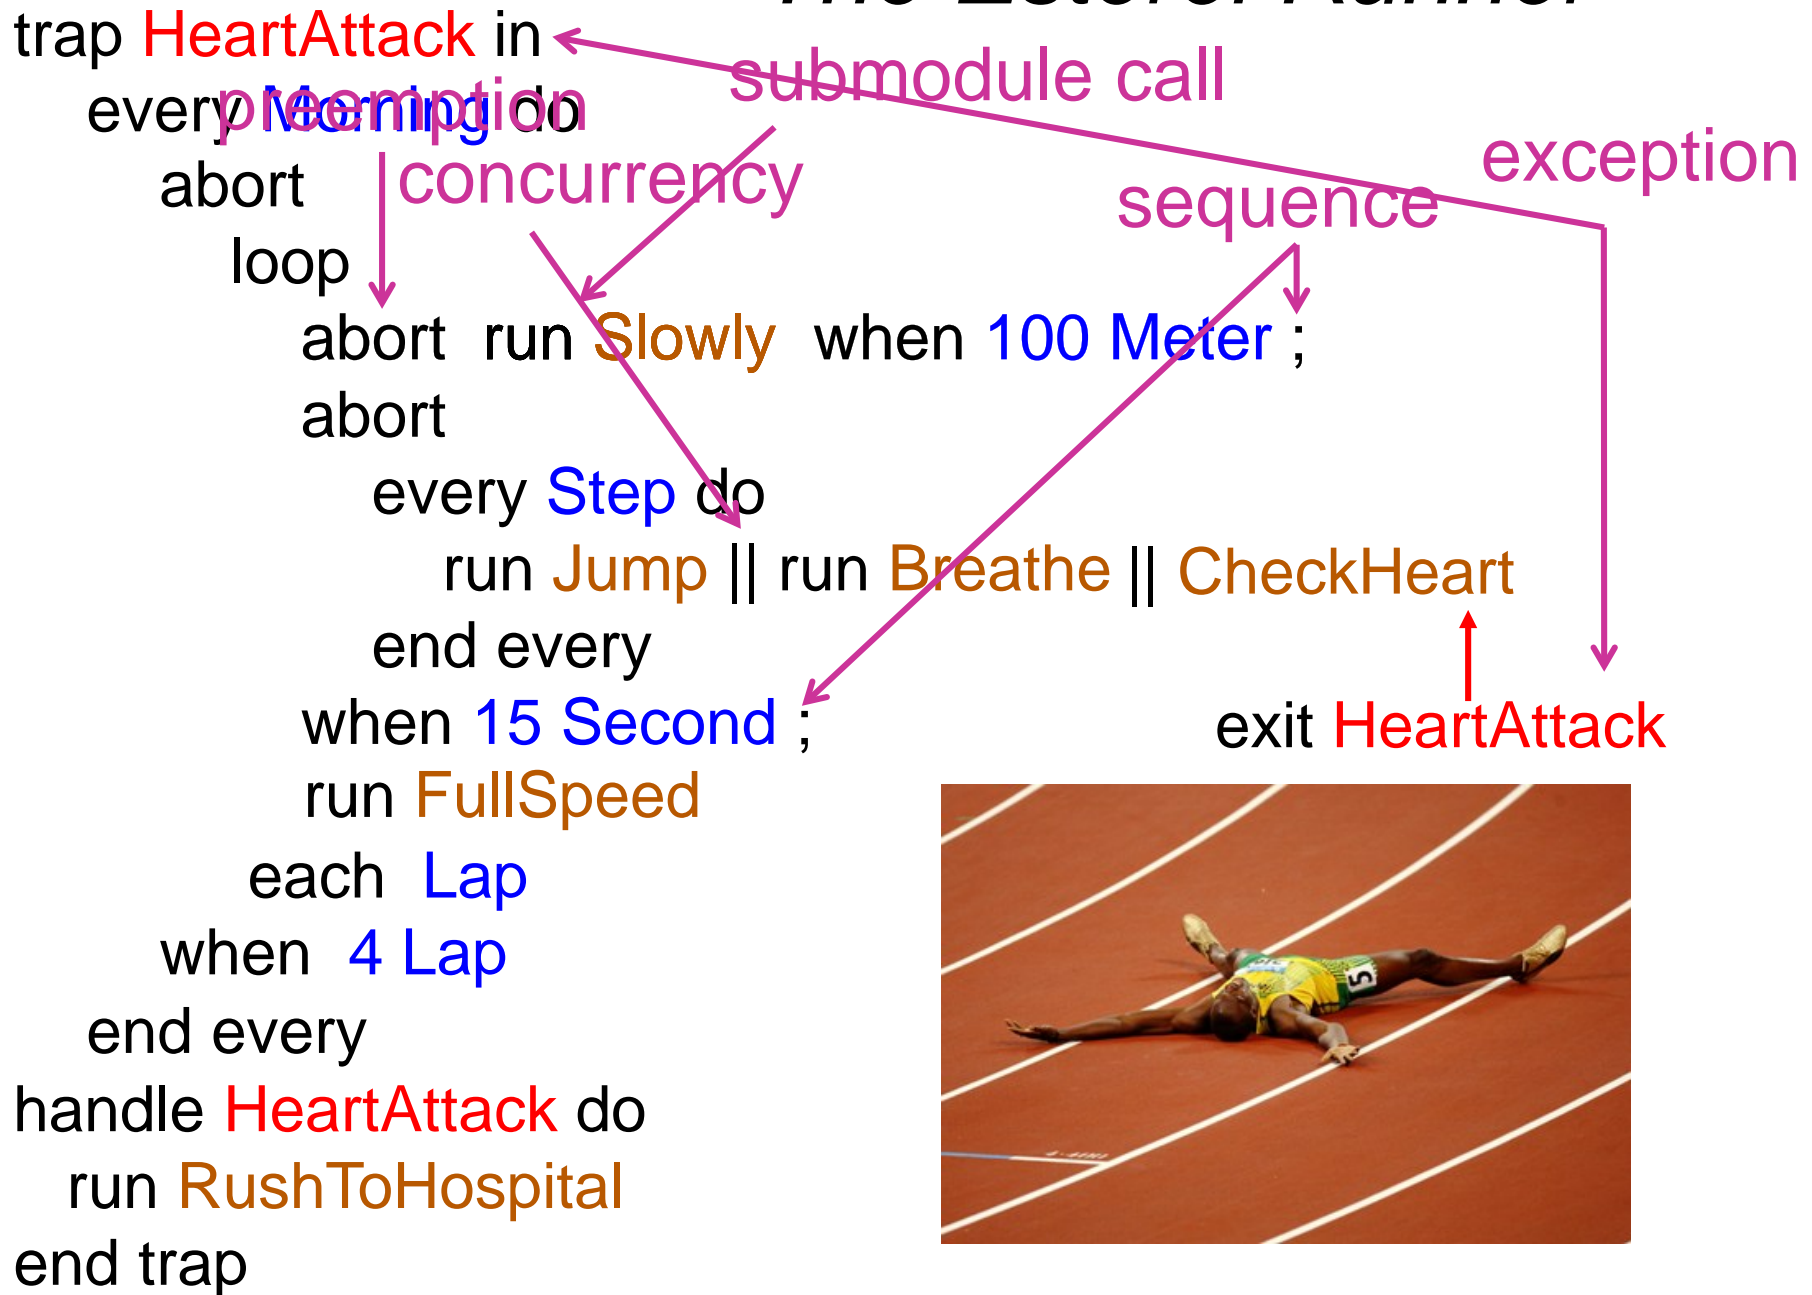 The Esterel Runner
trap HeartAttack in
submodule call
every Morning do
preemption
exception
abort
concurrency
sequence
loop
abort run Slowly when 100 Meter ;
abort
every Step do
run Jump || run Breathe || CheckHeart
end every
when 15 Second ;
exit HeartAttack
run FullSpeed
each Lap
when 4 Lap
end every
handle HeartAttack do
run RushToHospital
end trap
5